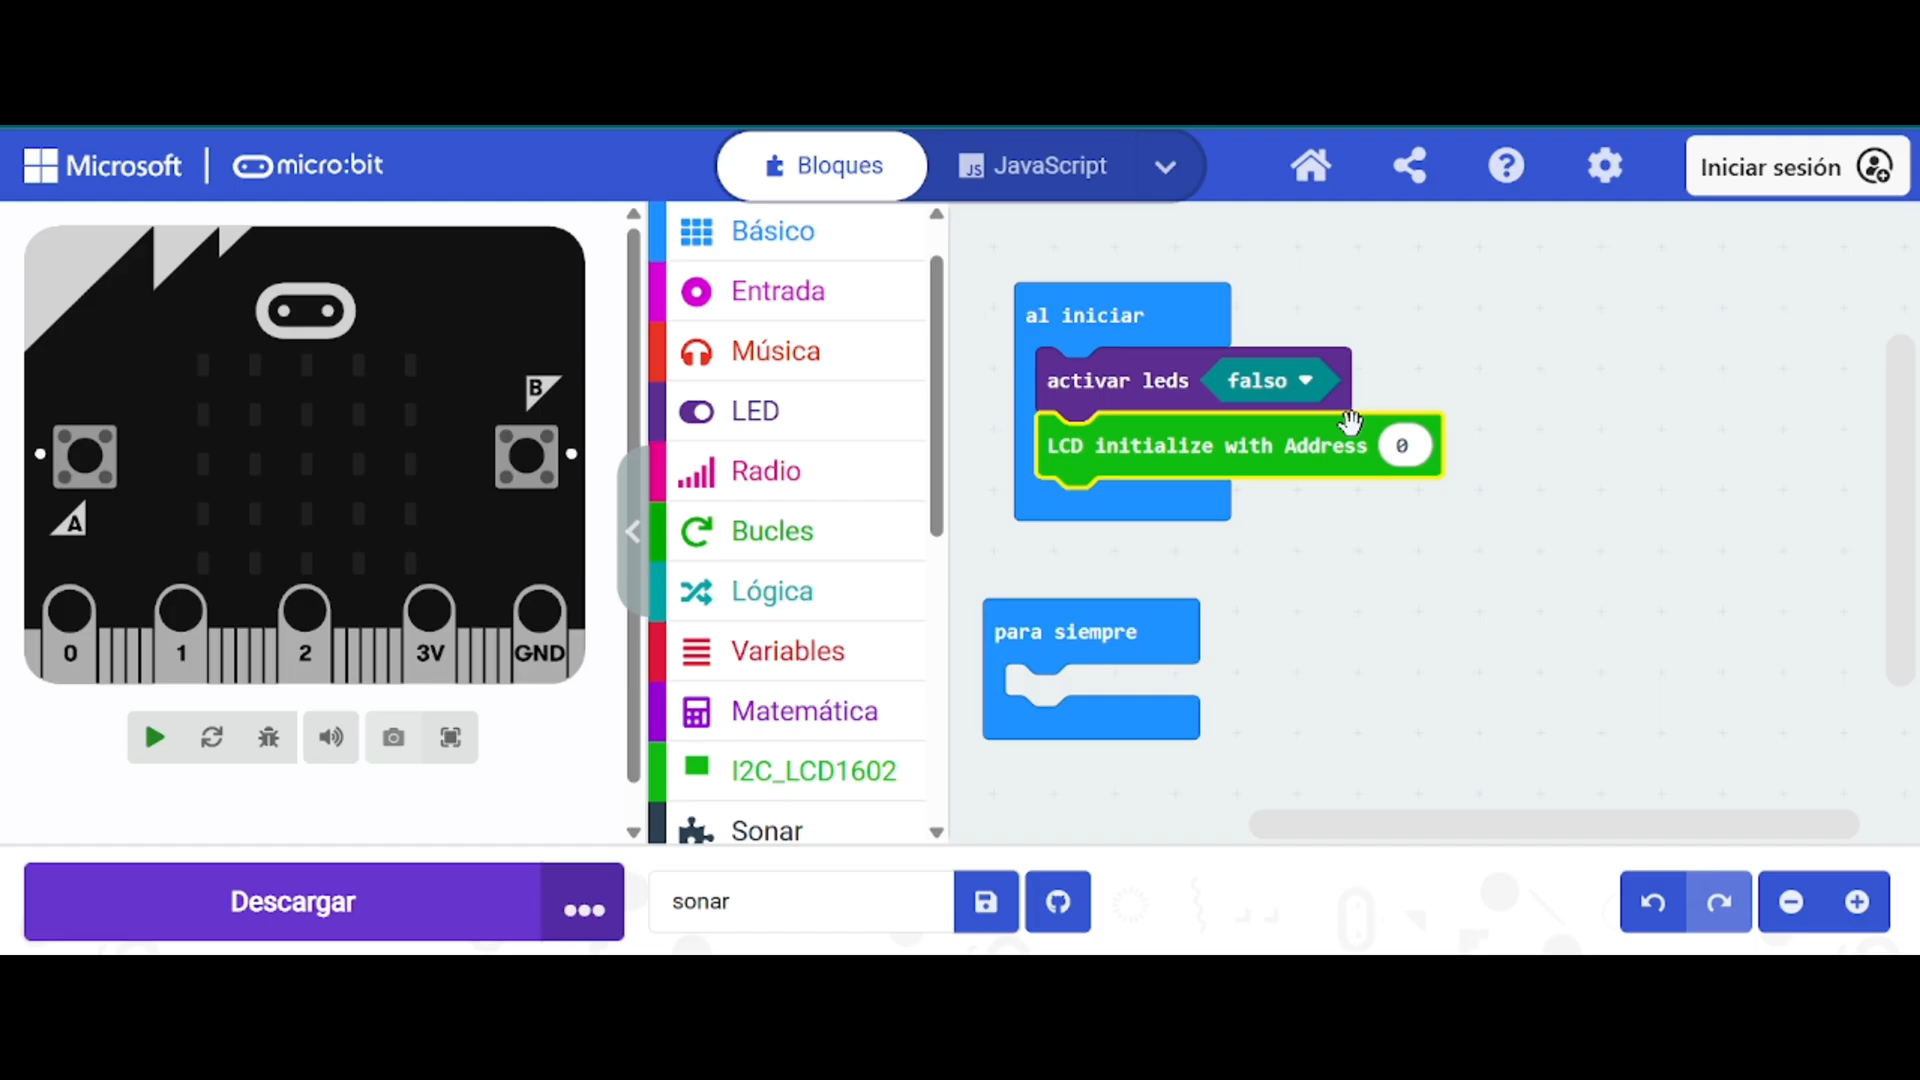 Microsoft | micro:bit
Bloques
JavaScript
Iniciar sesión
B
A
0 1 2 3V GND
Básico
Entrada
Música
LED
Radio
Bucles
Lógica
Variables
Matemática
I2C_LCD1602
Sonar
al iniciar
activar leds falso
LCD initialize with Address 0
para siempre
Descargar
sonar